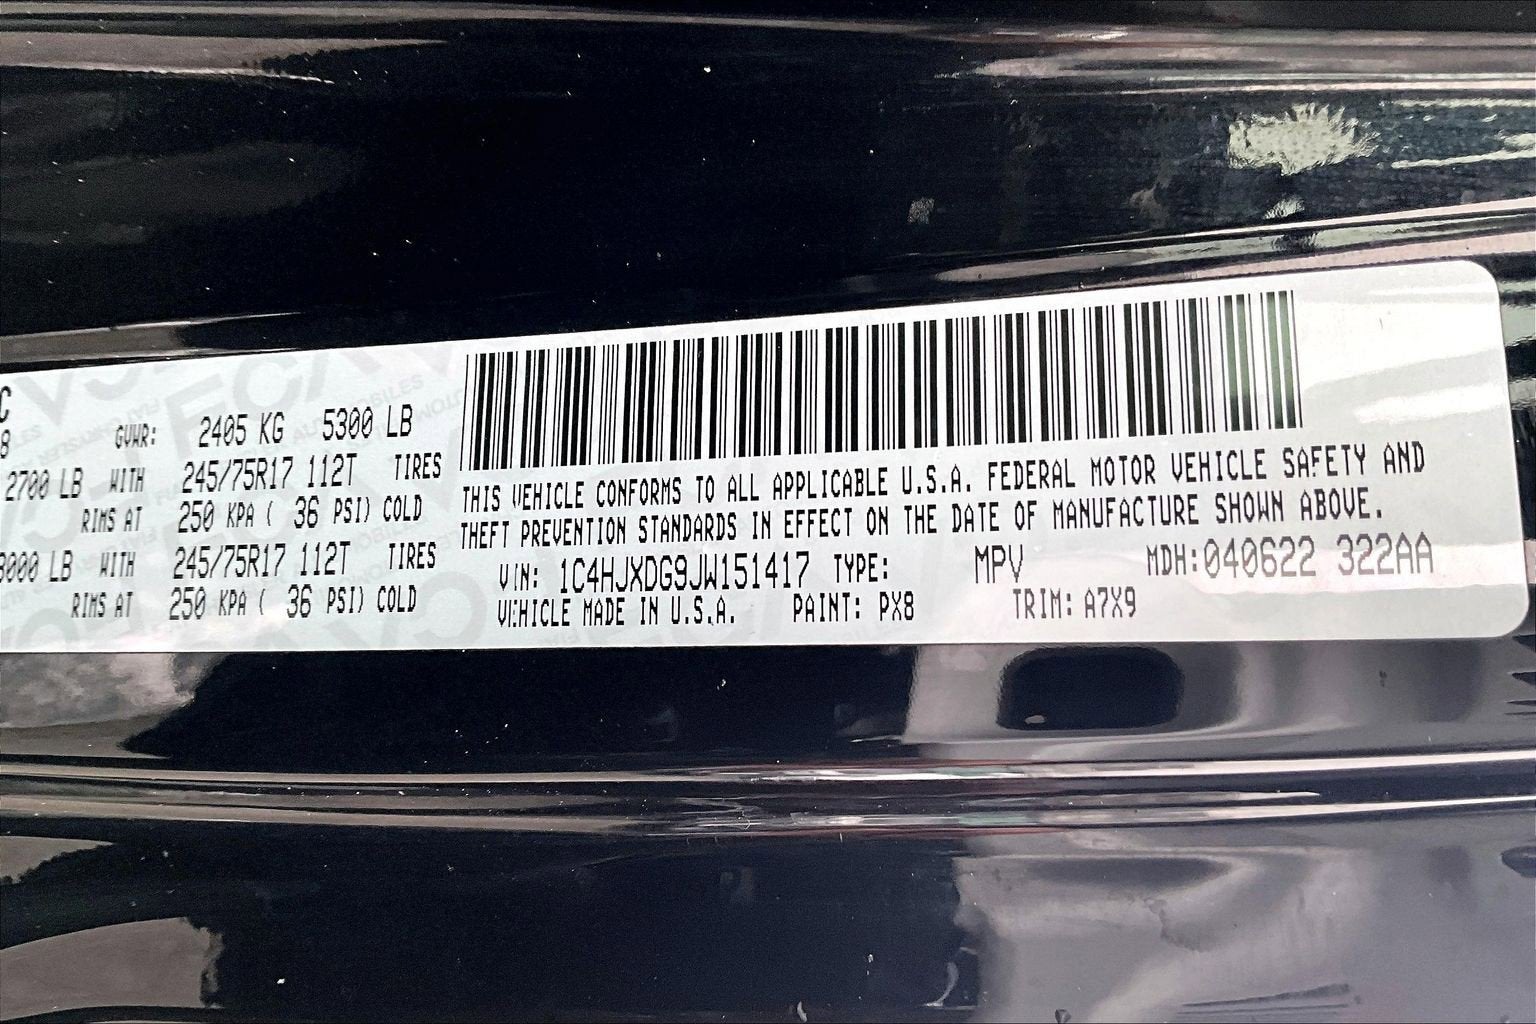 C
8
GVWR: 2405 KG 5300 LB
2700 LB WITH 245/75R17 112T TIRES
RIMS AT 250 KPA ( 36 PSI) COLD
3000 LB WITH 245/75R17 112T TIRES
RIMS AT 250 KPA ( 36 PSI) COLD
THIS VEHICLE CONFORMS TO ALL APPLICABLE U.S.A. FEDERAL MOTOR VEHICLE SAFETY AND
THEFT PREVENTION STANDARDS IN EFFECT ON THE DATE OF MANUFACTURE SHOWN ABOVE.
VIN: 1C4HJXDG9JW151417 TYPE: MPV MDH:040622 322AA
VEHICLE MADE IN U.S.A. PAINT: PX8 TRIM: A7X9